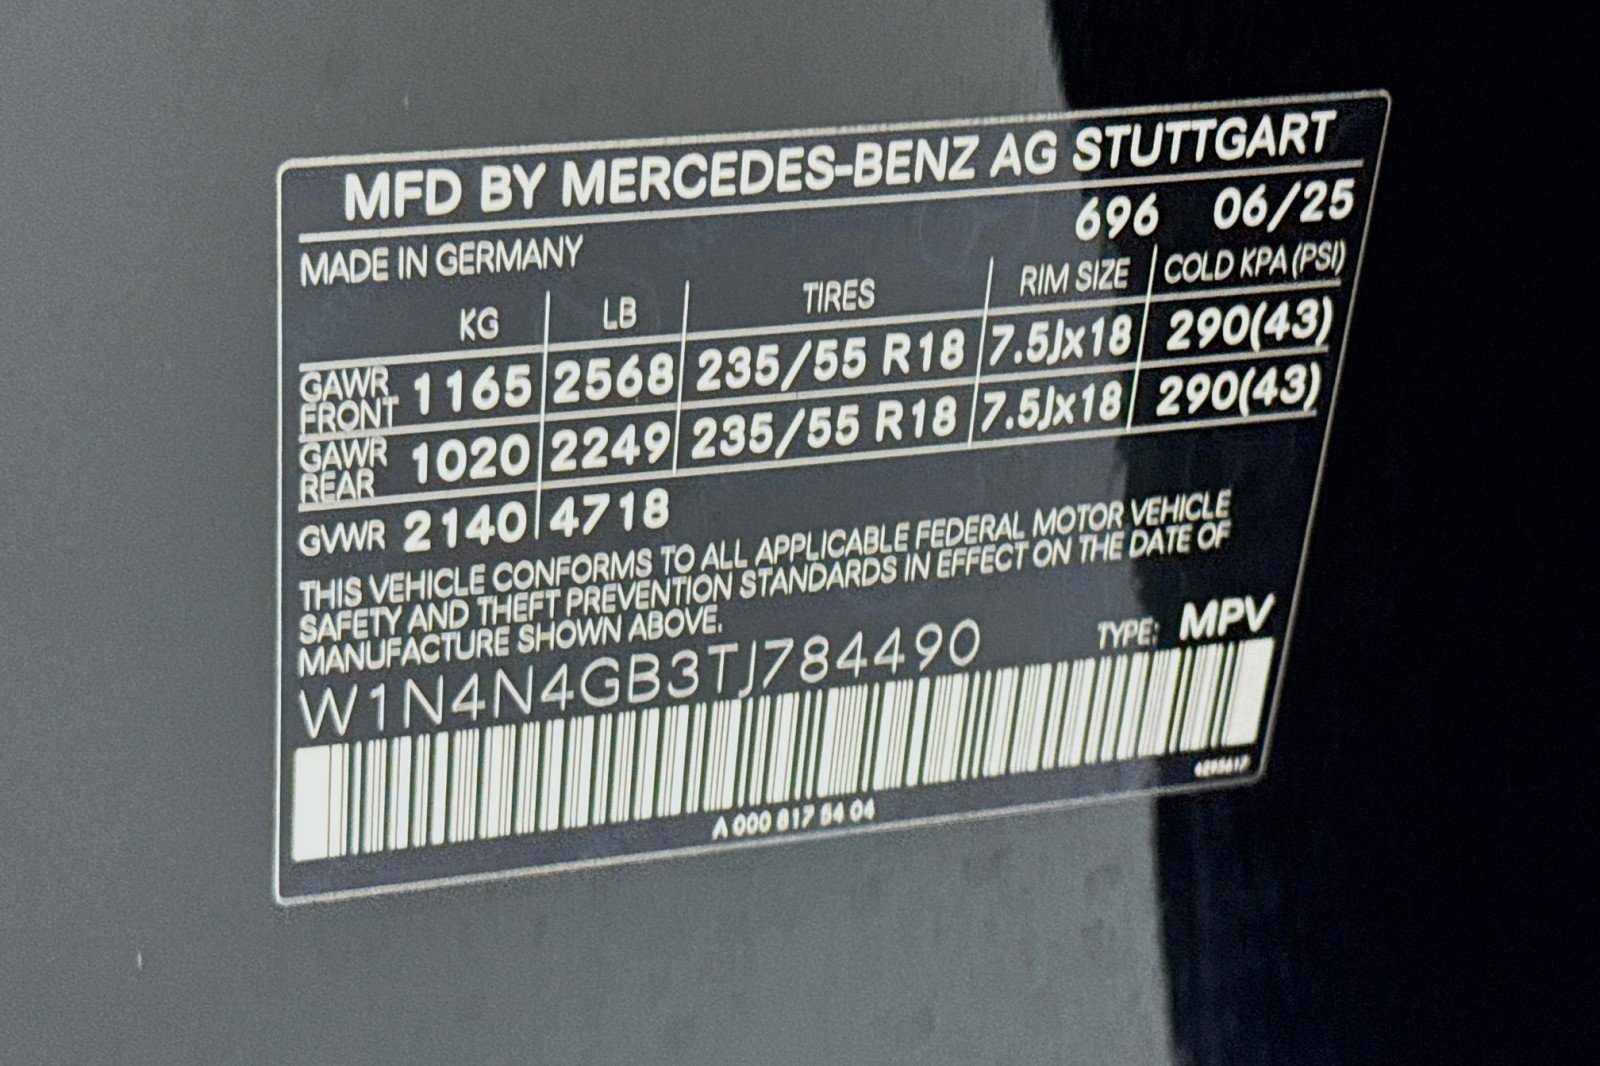 MFD BY MERCEDES-BENZ AG STUTTGART
696 06/25
MADE IN GERMANY
KG LB TIRES RIM SIZE COLD KPA (PSI)
GAWR FRONT 1165 2568 235/55 R18 7.5Jx18 290(43)
GAWR REAR 1020 2249 235/55 R18 7.5Jx18 290(43)
GVWR 2140 4718
THIS VEHICLE CONFORMS TO ALL APPLICABLE FEDERAL MOTOR VEHICLE
SAFETY AND THEFT PREVENTION STANDARDS IN EFFECT ON THE DATE OF
MANUFACTURE SHOWN ABOVE.
W1N4N4GB3TJ784490 TYPE: MPV
A 000 817 54 04